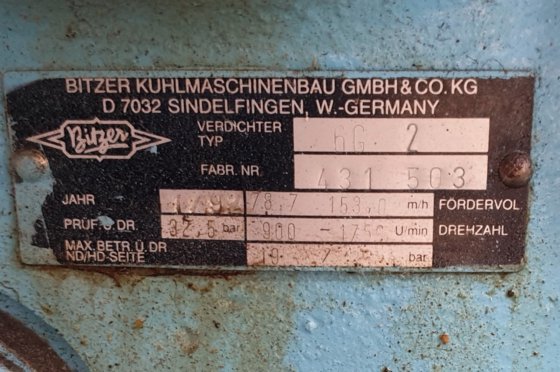 BITZER KUHLMASCHINENBAU GMBH & CO. KG
D 7032 SINDELFINGEN, W.-GERMANY
Bitzer
VERDICHTER TYP 6G 2
FABR. NR 431 503
JAHR 78,7 153,0 m/h FÖRDERVOL
PRÜF.Ü.DR 32,5 bar 900 - 1750 U/min DREHZAHL
MAX.BETR.Ü.DR
ND/HD-SEITE 19 / bar